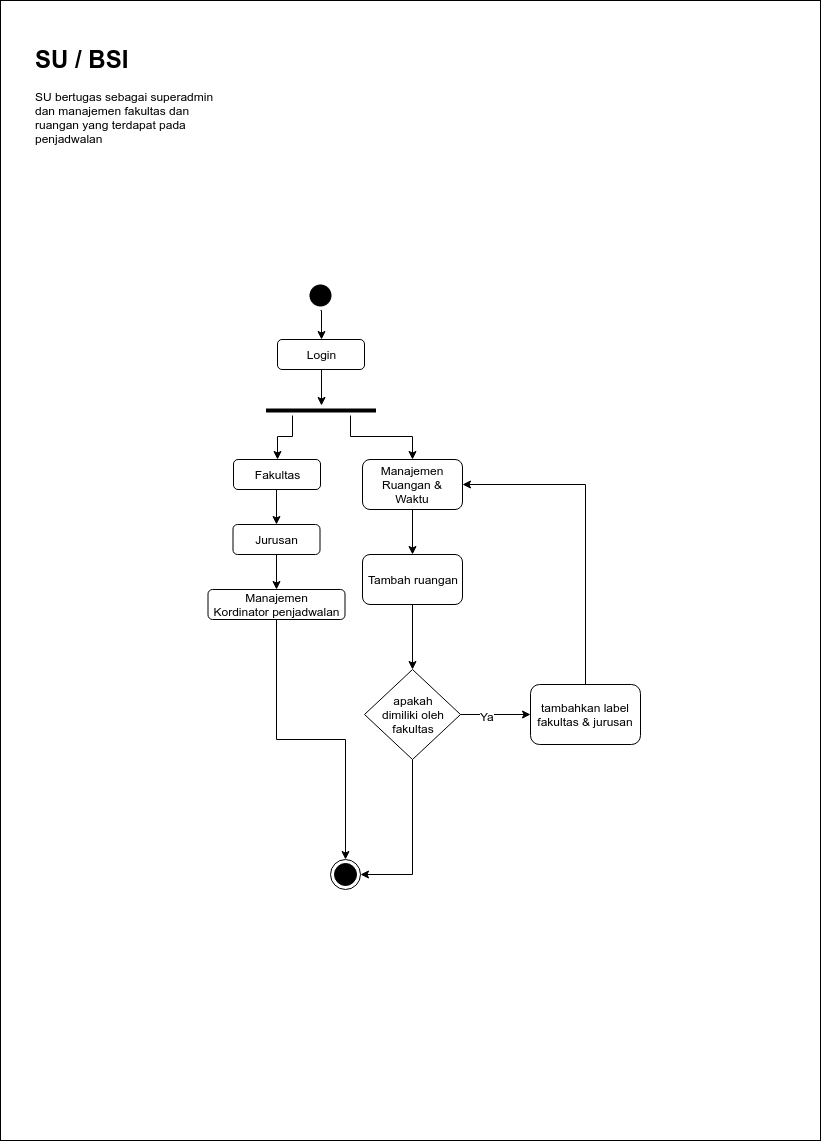 SU / BSI
SU bertugas sebagai superadmin
dan manajemen fakultas dan
ruangan yang terdapat pada
penjadwalan
Login
Fakultas
Manajemen
Ruangan &
Waktu
Jurusan
Tambah ruangan
Manajemen
Kordinator penjadwalan
apakah
dimiliki oleh
fakultas
Ya
tambahkan label
fakultas & jurusan